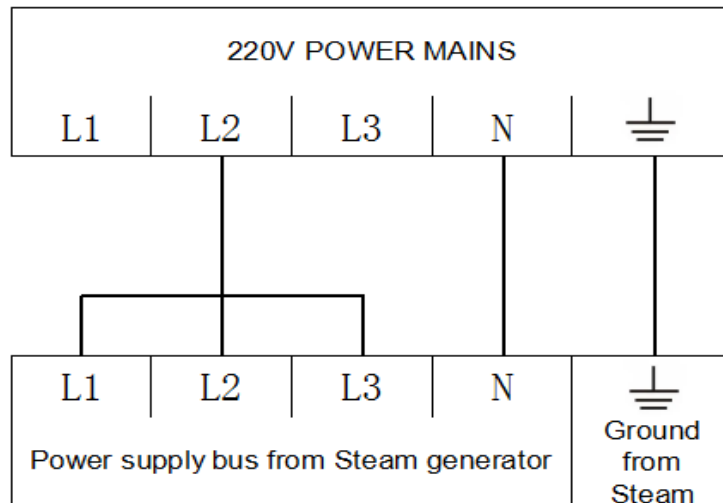 220V POWER MAINS
L1 L2 L3 N
L1 L2 L3 N
Power supply bus from Steam generator
Ground
from
Steam